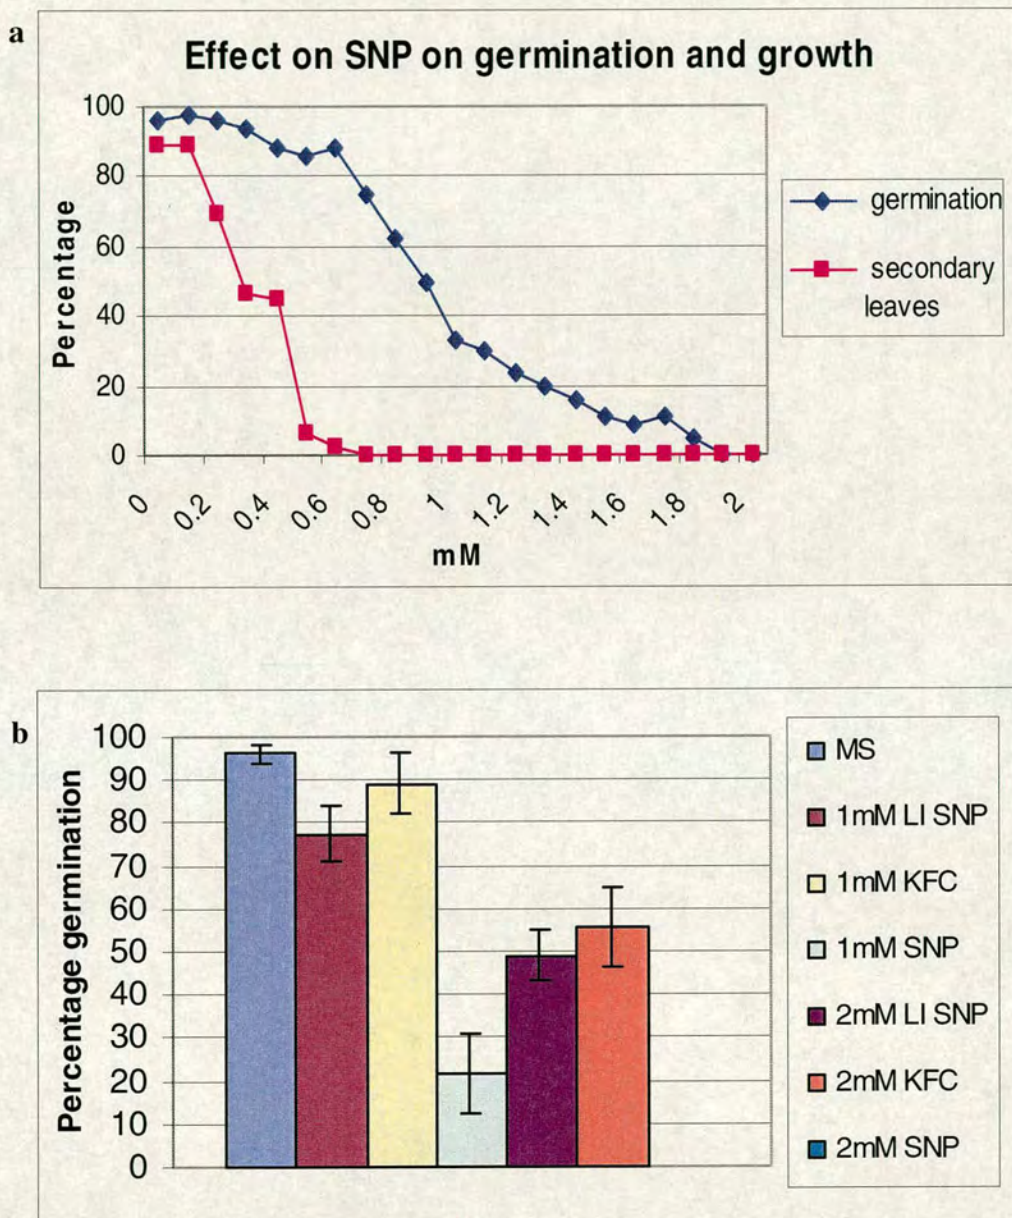 a
Effect on SNP on germination and growth
100
80
60
40
20
0
Percentage
0 0.2 0.4 0.6 0.8 1 1.2 1.4 1.6 1.8 2
mM
germination
secondary
leaves
b
100
90
80
70
60
50
40
30
20
10
0
Percentage germination
MS
1mM LI SNP
1mM KFC
1mM SNP
2mM LI SNP
2mM KFC
2mM SNP